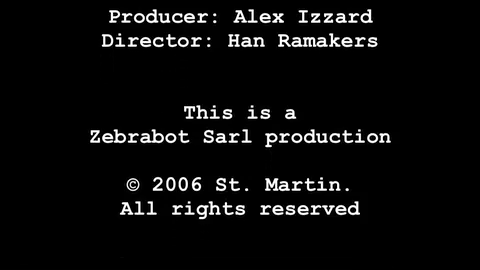 Producer: Alex Izzard
Director: Han Ramakers
This is a
Zebrabot Sarl production
© 2006 St. Martin.
All rights reserved